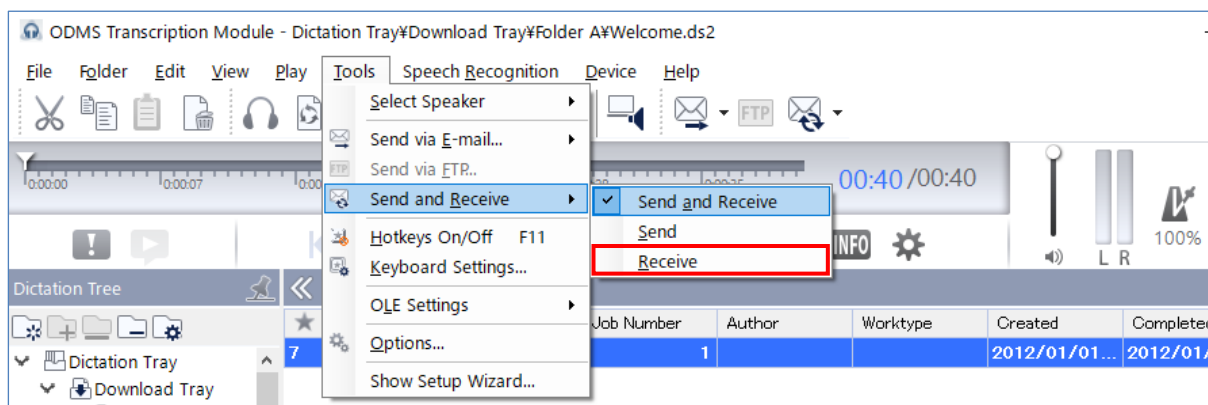 ODMS Transcription Module - Dictation Tray¥Download Tray¥Folder A¥Welcome.ds2
File Folder Edit View Play Tools Speech Recognition Device Help
Select Speaker
FTP
Send via E-mail...
FTP Send via FTP...
0:00:00 0:00:07 0:00 00:40 /00:40
Send and Receive Send and Receive
Send
Hotkeys On/Off F11 INFO 100%
Receive
Keyboard Settings... L R
Dictation Tree
OLE Settings
Job Number Author Worktype Created Completed
Options...
7 1 2012/01/01... 2012/01/
Dictation Tray
Show Setup Wizard...
Download Tray